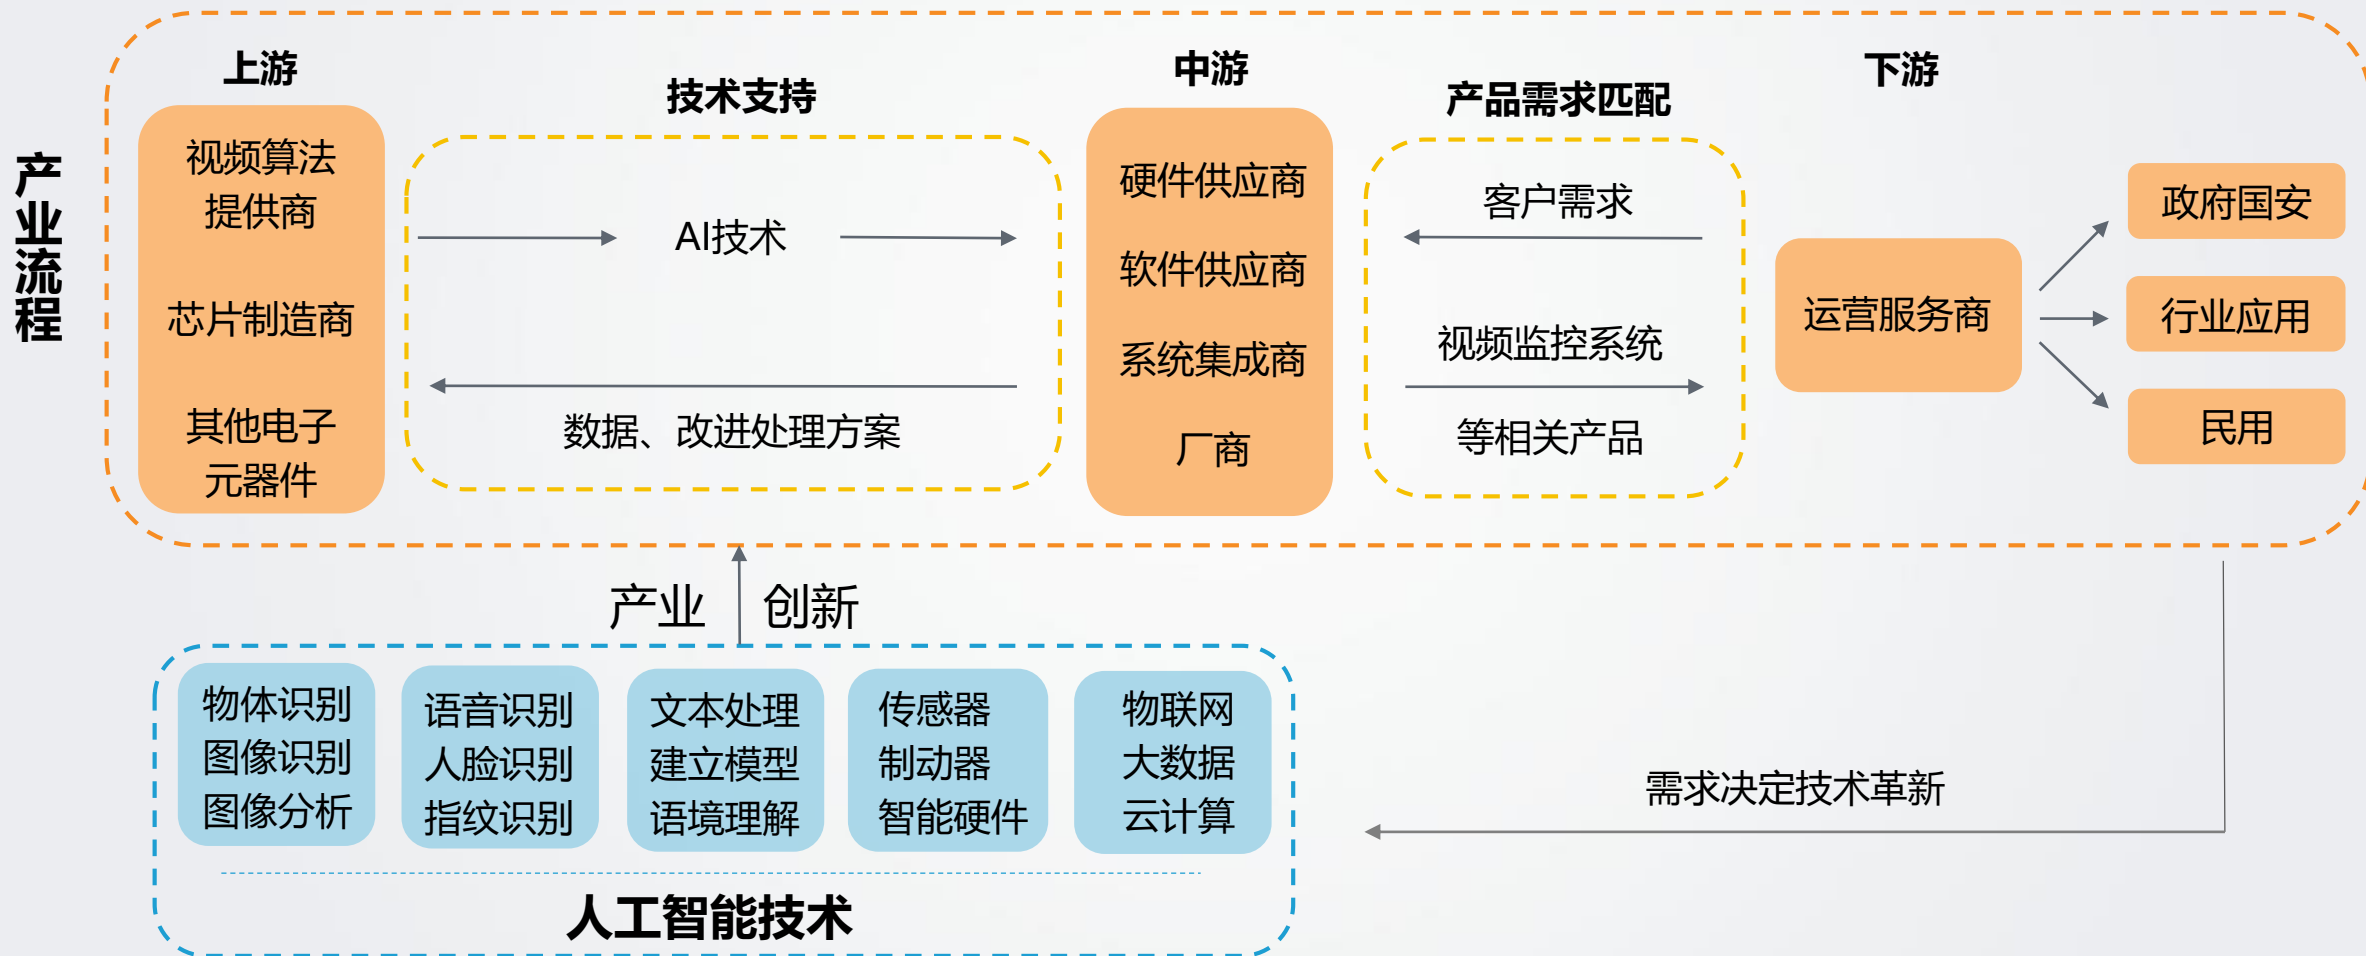 产业流程
上游
视频算法
提供商
芯片制造商
其他电子
元器件
技术支持
AI技术
数据、改进处理方案
中游
硬件供应商
软件供应商
系统集成商
厂商
产品需求匹配
客户需求
视频监控系统
等相关产品
下游
运营服务商
政府国安
行业应用
民用
产业 创新
物体识别
图像识别
图像分析
语音识别
人脸识别
指纹识别
文本处理
建立模型
语境理解
传感器
制动器
智能硬件
物联网
大数据
云计算
人工智能技术
需求决定技术革新